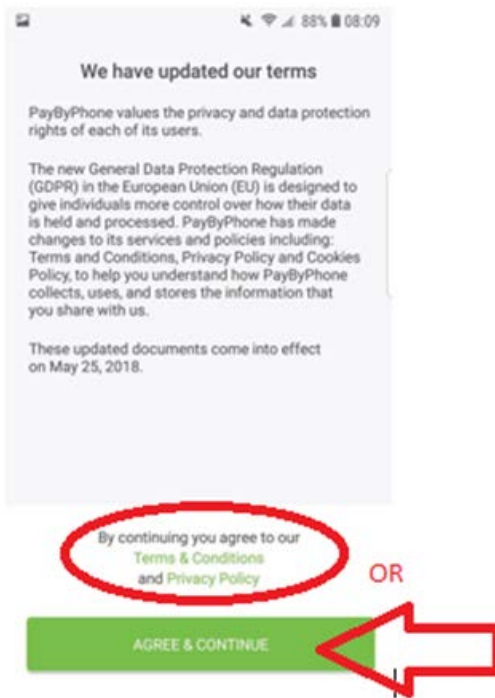 88% 08:09
We have updated our terms
PayByPhone values the privacy and data protection
rights of each of its users.
The new General Data Protection Regulation
(GDPR) in the European Union (EU) is designed to
give individuals more control over how their data
is held and processed. PayByPhone has made
changes to its services and policies including:
Terms and Conditions, Privacy Policy and Cookies
Policy, to help you understand how PayByPhone
collects, uses, and stores the information that
you share with us.
These updated documents come into effect
on May 25, 2018.
By continuing you agree to our
Terms & Conditions
and Privacy Policy
OR
AGREE & CONTINUE